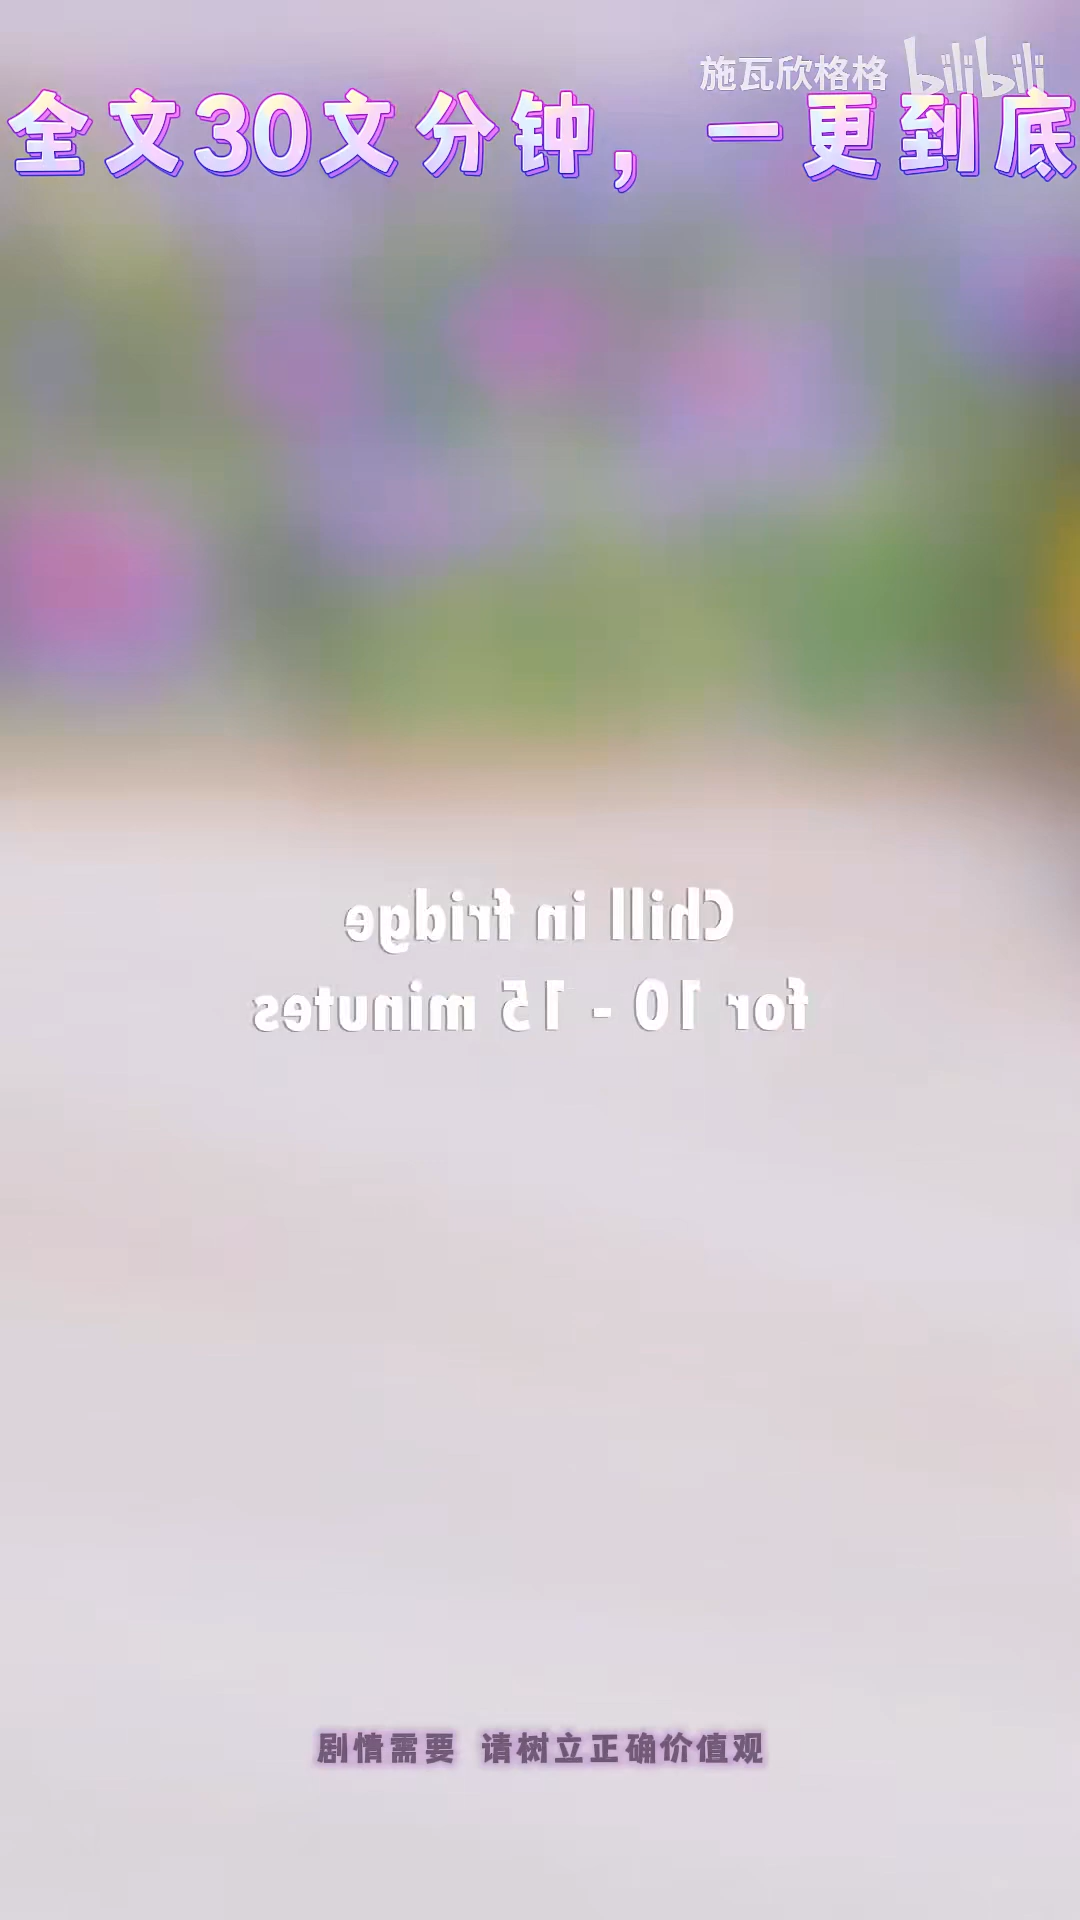 施瓦欣格格 bilibili
全文30文分钟，一更到底
Chill in fridge
for 10 - 15 minutes
剧情需要 请树立正确价值观